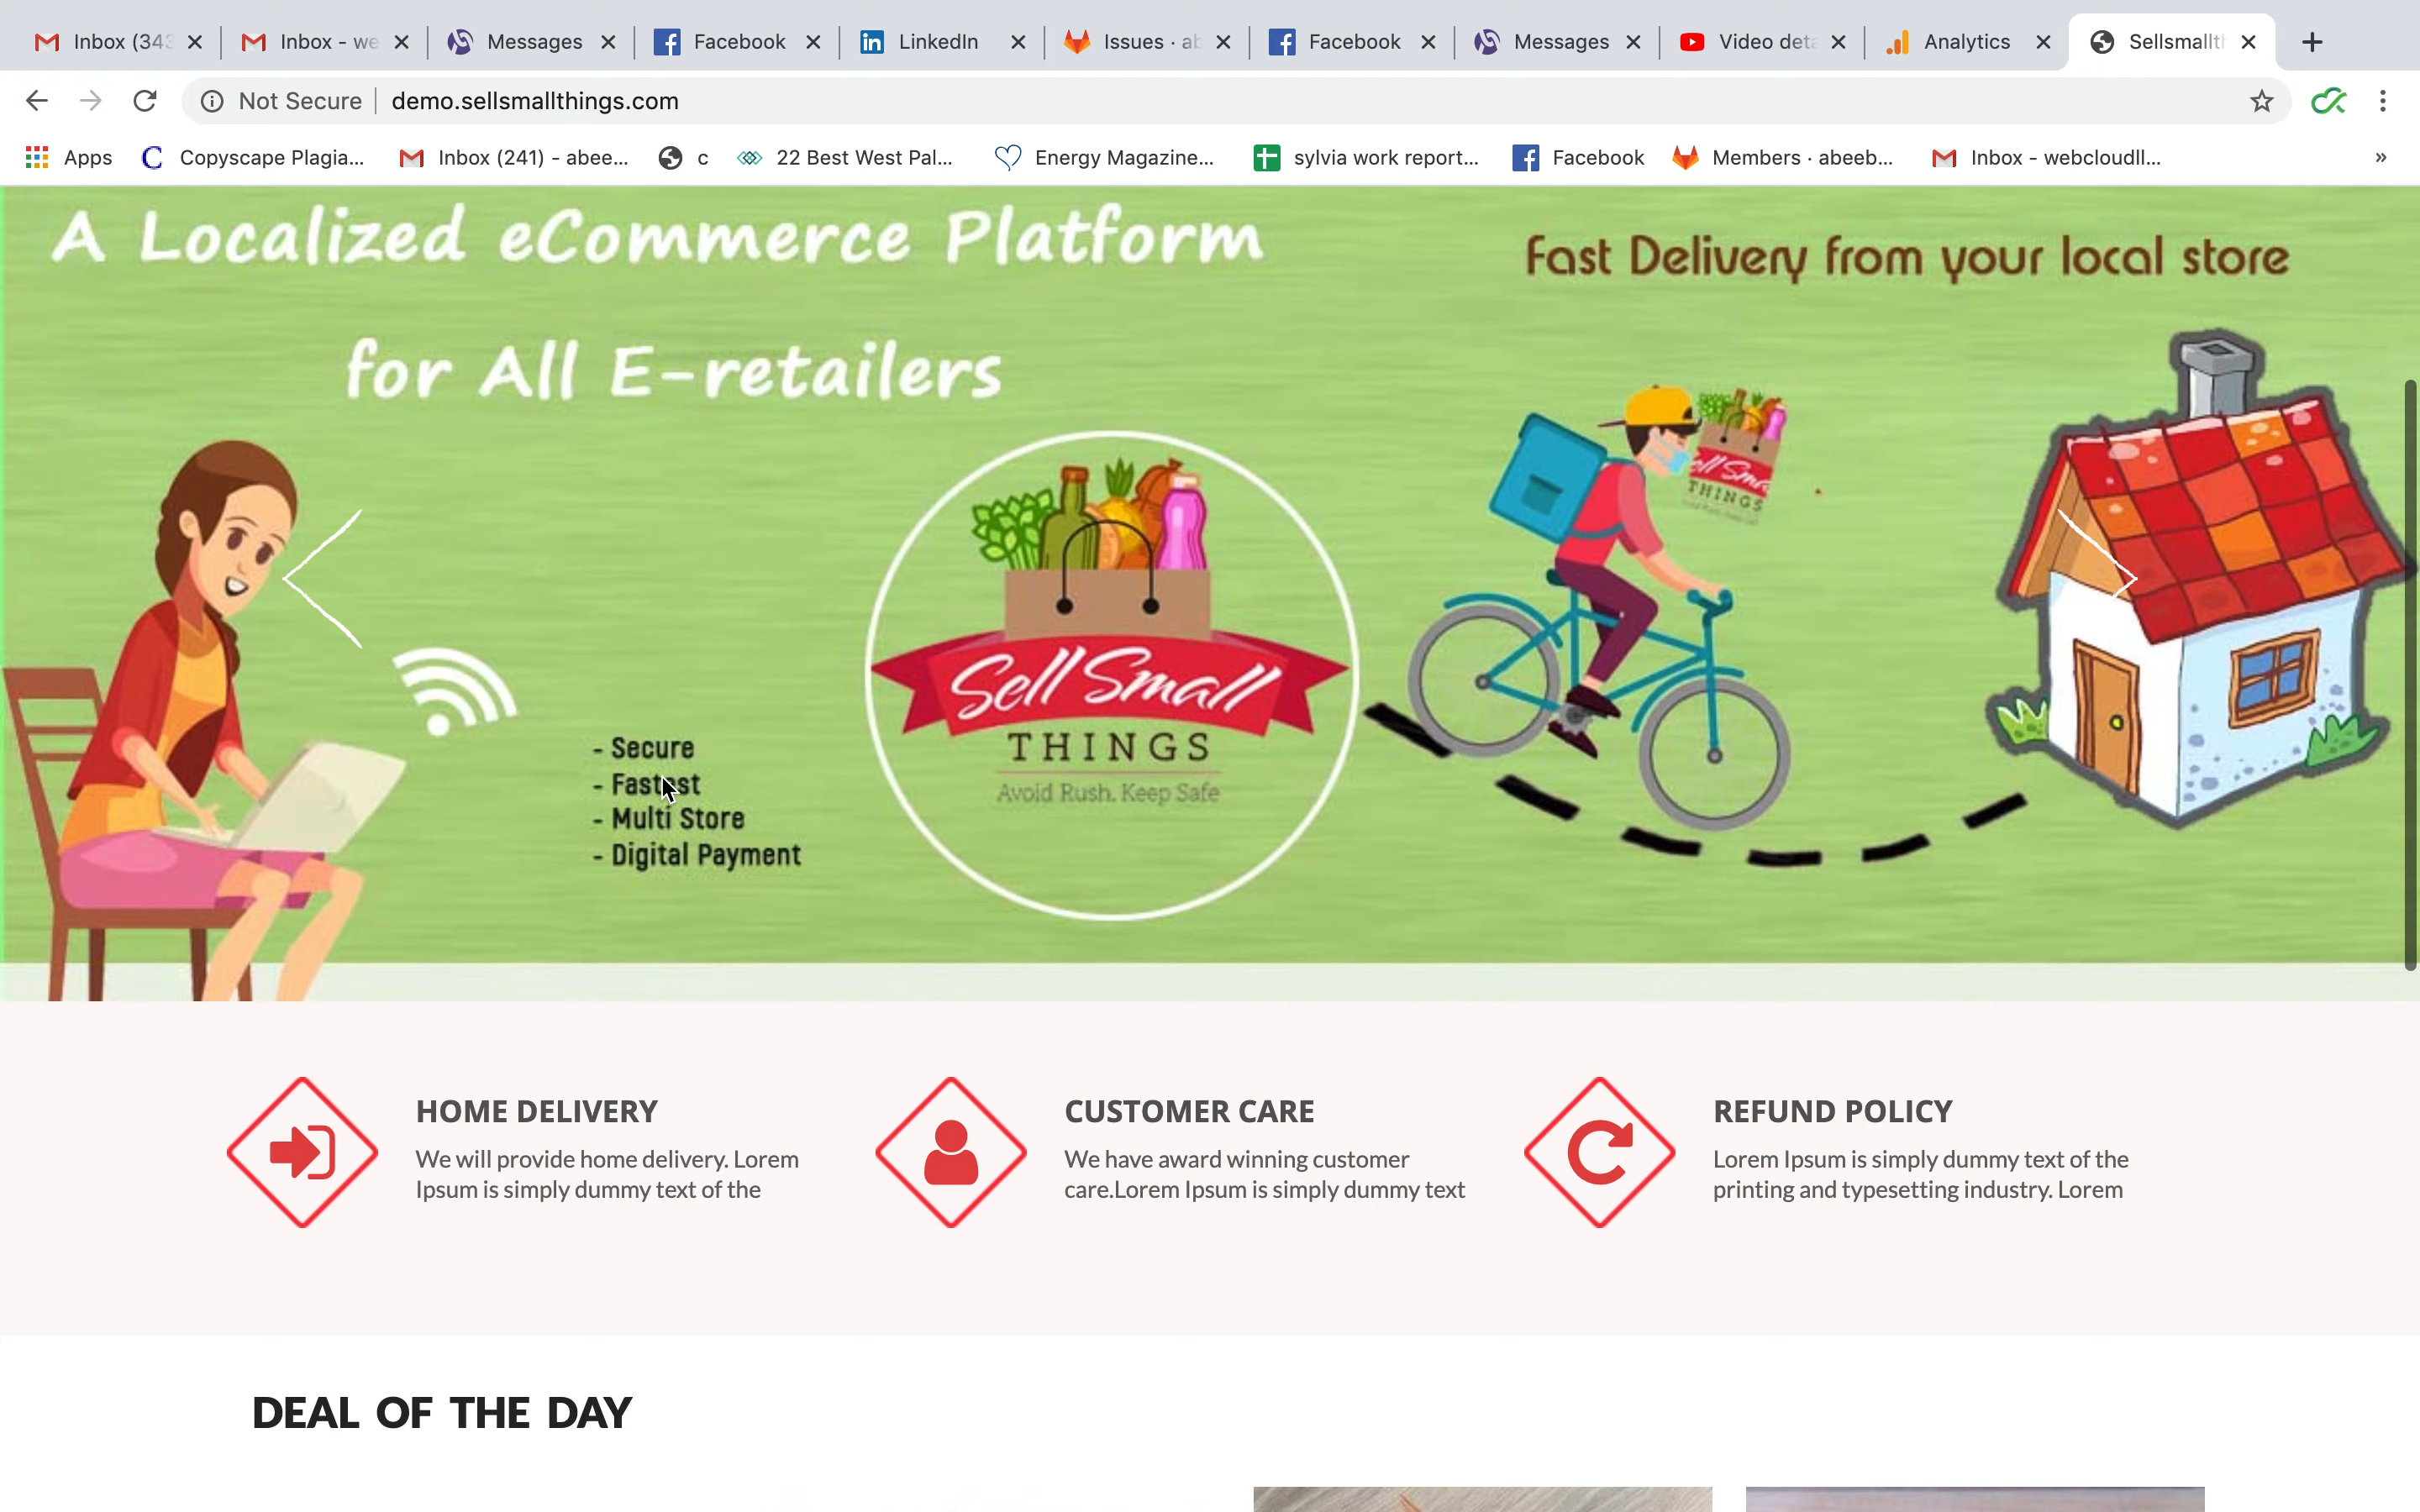 Inbox (343
Inbox - we
Messages
Facebook
LinkedIn
Issues · ab
Facebook
Messages
Video deta
Analytics
Sellsmallth
Not Secure
demo.sellsmallthings.com
Apps
Copyscape Plagia...
Inbox (241) - abee...
c
22 Best West Pal...
Energy Magazine...
sylvia work report...
Facebook
Members · abeeb...
Inbox - webcloudll...
»
A Localized eCommerce Platform
for All E-retailers
Fast Delivery from your local store
- Secure
- Fastest
- Multi Store
- Digital Payment
Sell Small
THINGS
Avoid Rush. Keep Safe
THINGS
HOME DELIVERY
We will provide home delivery. Lorem
Ipsum is simply dummy text of the
CUSTOMER CARE
We have award winning customer
care.Lorem Ipsum is simply dummy text
REFUND POLICY
Lorem Ipsum is simply dummy text of the
printing and typesetting industry. Lorem
DEAL OF THE DAY